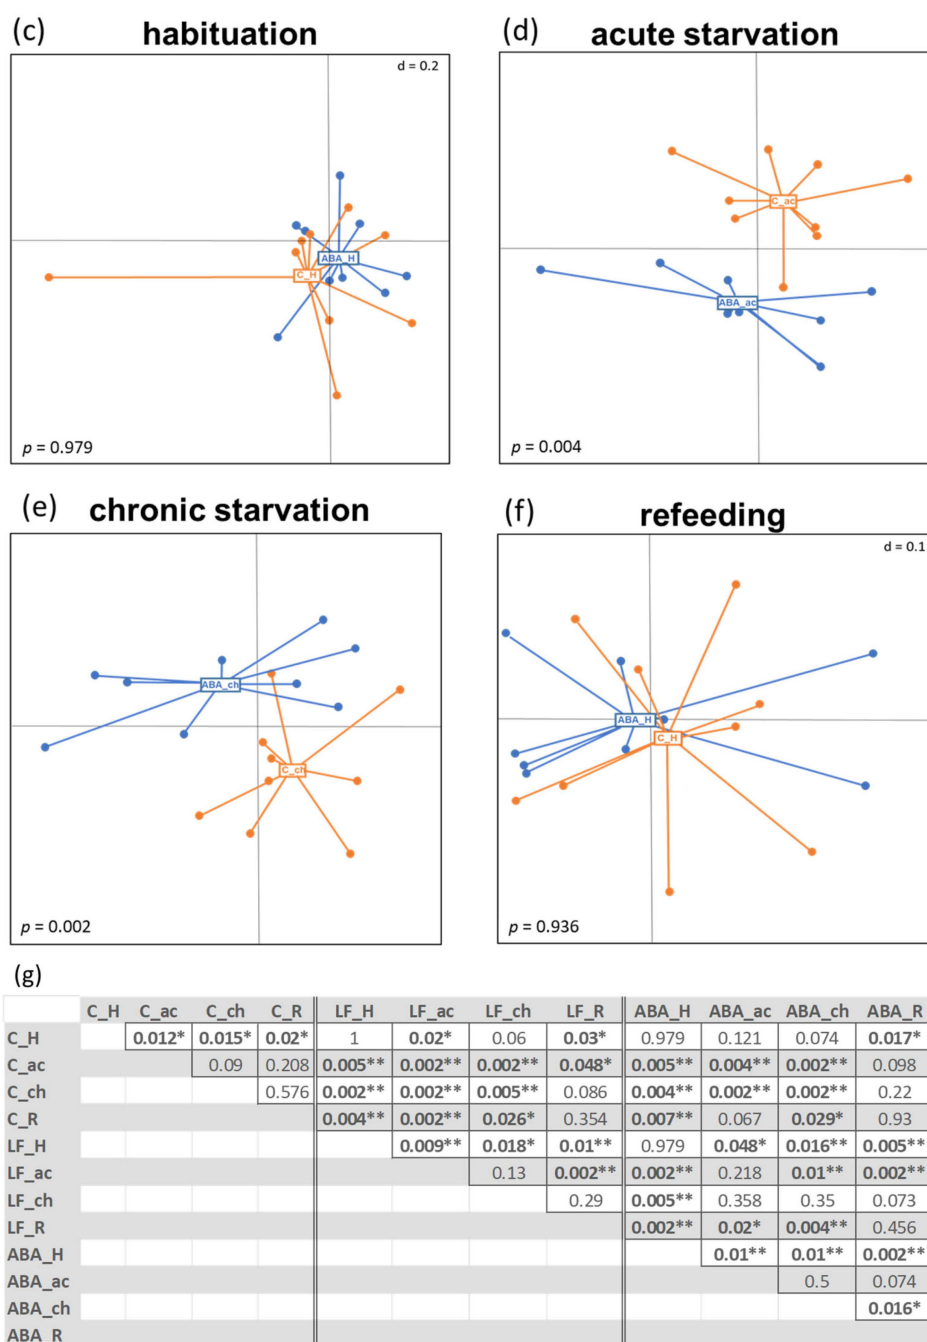 (c) habituation
d = 0.2
ABA_H
C_H
p = 0.979
(d) acute starvation
C_ac
ABA_ac
p = 0.004
(e) chronic starvation
ABA_ch
C_ch
p = 0.002
(f) refeeding
d = 0.1
ABA_H
C_H
p = 0.936
(g)
C_H C_ac C_ch C_R LF_H LF_ac LF_ch LF_R ABA_H ABA_ac ABA_ch ABA_R
C_H 0.012* 0.015* 0.02* 1 0.02* 0.06 0.03* 0.979 0.121 0.074 0.017*
C_ac 0.09 0.208 0.005** 0.002** 0.002** 0.048* 0.005** 0.004** 0.002** 0.098
C_ch 0.576 0.002** 0.002** 0.005** 0.086 0.004** 0.002** 0.002** 0.22
C_R 0.004** 0.002** 0.026* 0.354 0.007** 0.067 0.029* 0.93
LF_H 0.009** 0.018* 0.01** 0.979 0.048* 0.016** 0.005**
LF_ac 0.13 0.002** 0.002** 0.218 0.01** 0.002**
LF_ch 0.29 0.005** 0.358 0.35 0.073
LF_R 0.002** 0.02* 0.004** 0.456
ABA_H 0.01** 0.01** 0.002**
ABA_ac 0.5 0.074
ABA_ch 0.016*
ABA_R